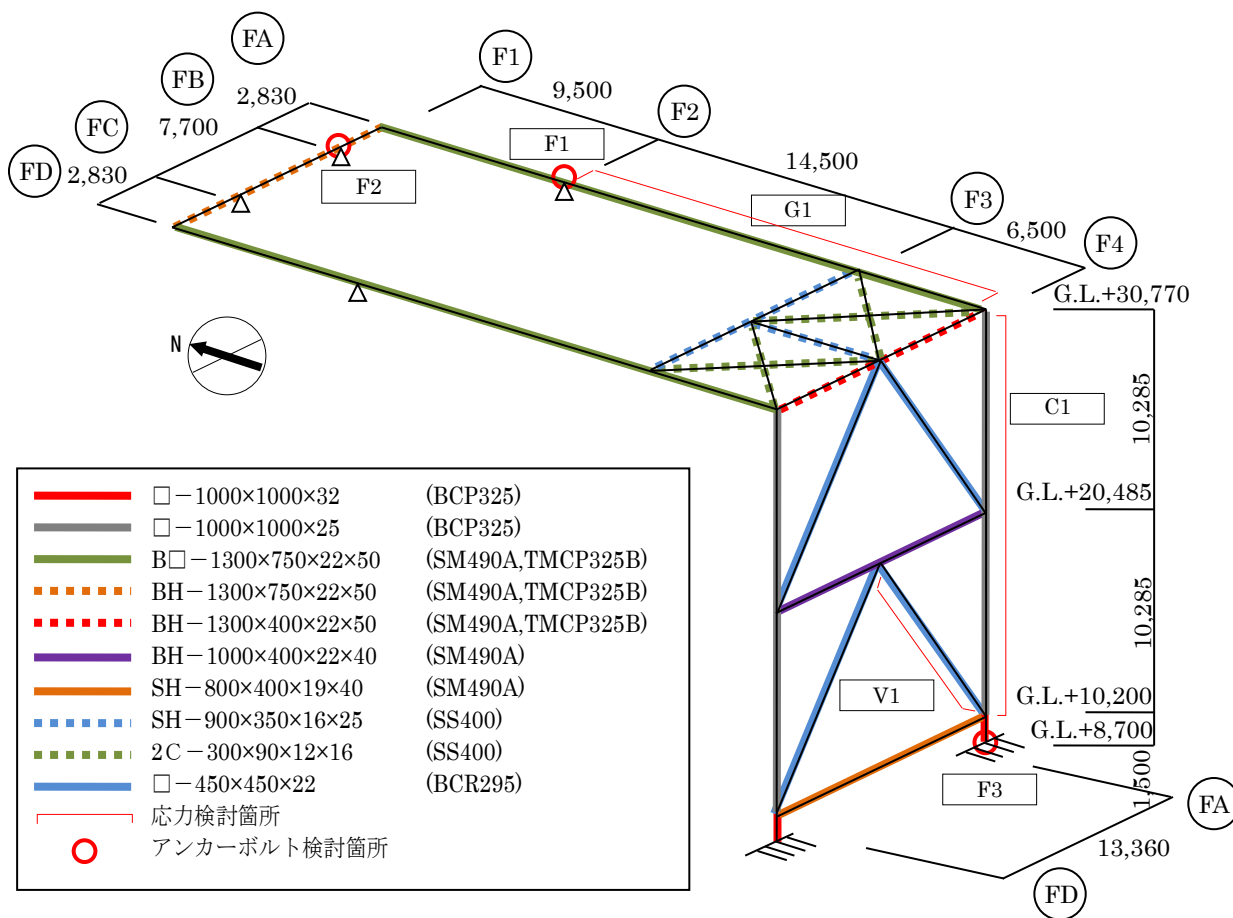 FA
FB
FC
FD
2,830
7,700
2,830
F1
F2
F3
F4
9,500
14,500
6,500
F1
F2
G1
N
G.L.+30,770
10,285
C1
G.L.+20,485
10,285
V1
G.L.+10,200
G.L.+8,700
1,500
F3
FA
13,360
FD
□－1000×1000×32 (BCP325)
□－1000×1000×25 (BCP325)
B□－1300×750×22×50 (SM490A,TMCP325B)
BH－1300×750×22×50 (SM490A,TMCP325B)
BH－1300×400×22×50 (SM490A,TMCP325B)
BH－1000×400×22×40 (SM490A)
SH－800×400×19×40 (SM490A)
SH－900×350×16×25 (SS400)
2C－300×90×12×16 (SS400)
□－450×450×22 (BCR295)
応力検討箇所
アンカーボルト検討箇所